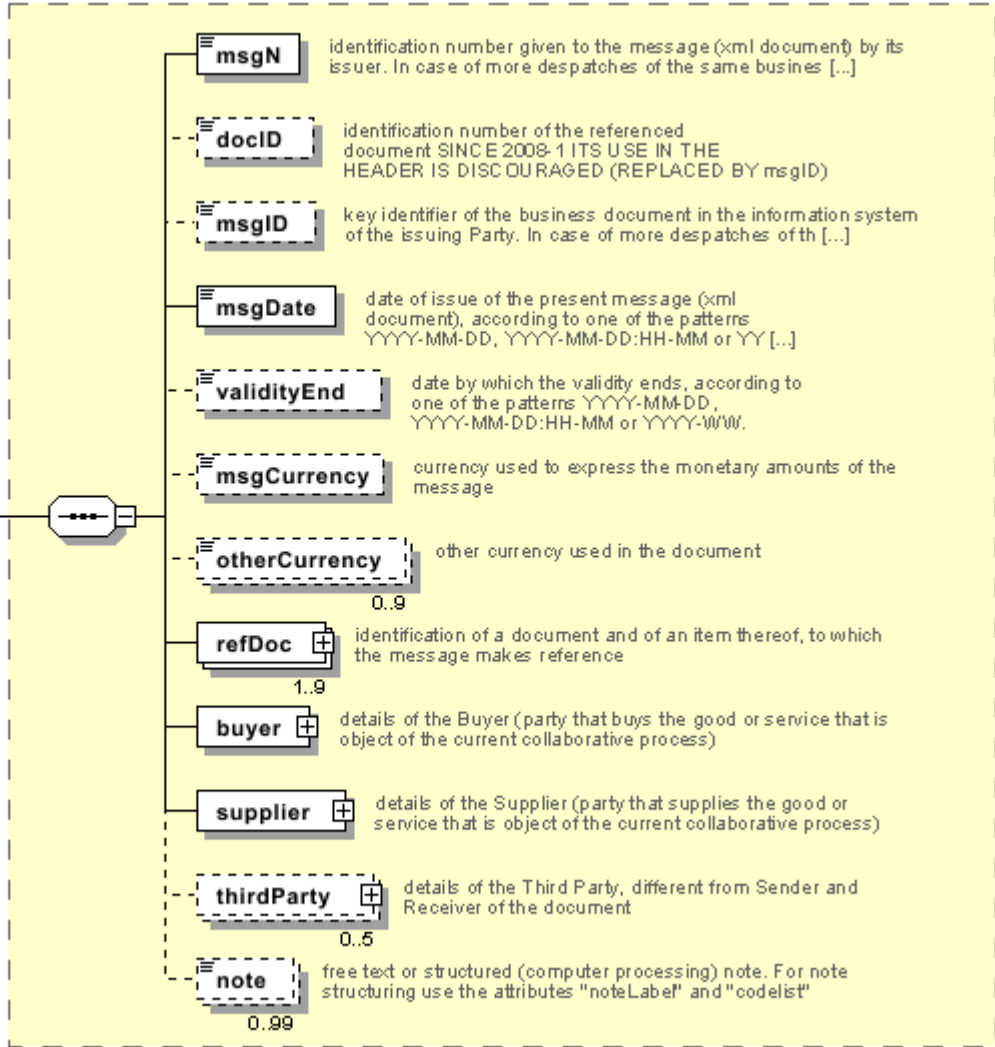 msgN
identification number given to the message (xml document) by its
issuer. In case of more despatches of the same busines [...]
docID
identification number of the referenced
document SINCE 2008-1 ITS USE IN THE
HEADER IS DISCOURAGED (REPLACED BY msgID)
msgID
key identifier of the business document in the information system
of the issuing Party. In case of more despatches of th [...]
msgDate
date of issue of the present message (xml
document), according to one of the patterns
YYYY-MM-DD, YYYY-MM-DD:HH-MM or YY [...]
validityEnd
date by which the validity ends, according to
one of the patterns YYYY-MM-DD,
YYYY-MM-DD:HH-MM or YYYY-WW.
msgCurrency
currency used to express the monetary amounts of the
message
otherCurrency
other currency used in the document
0..9
refDoc
identification of a document and of an item thereof, to which
the message makes reference
1..9
buyer
details of the Buyer (party that buys the good or service that is
object of the current collaborative process)
supplier
details of the Supplier (party that supplies the good or
service that is object of the current collaborative process)
thirdParty
details of the Third Party, different from Sender and
Receiver of the document
0..5
note
free text or structured (computer processing) note. For note
structuring use the attributes "noteLabel" and "codelist"
0..99